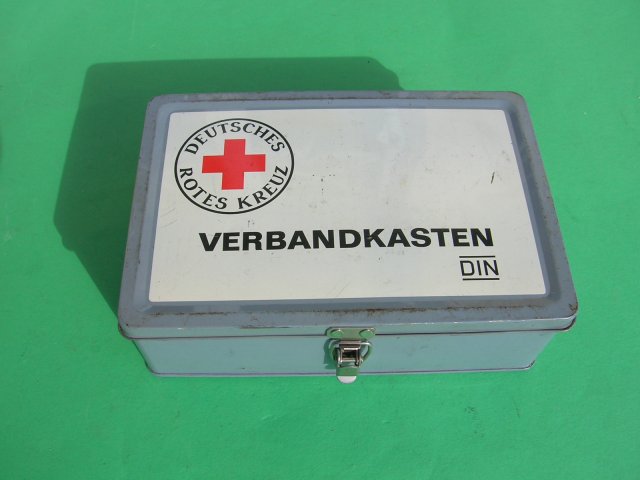 DEUTSCHES
ROTES KREUZ
VERBANDKASTEN
DIN